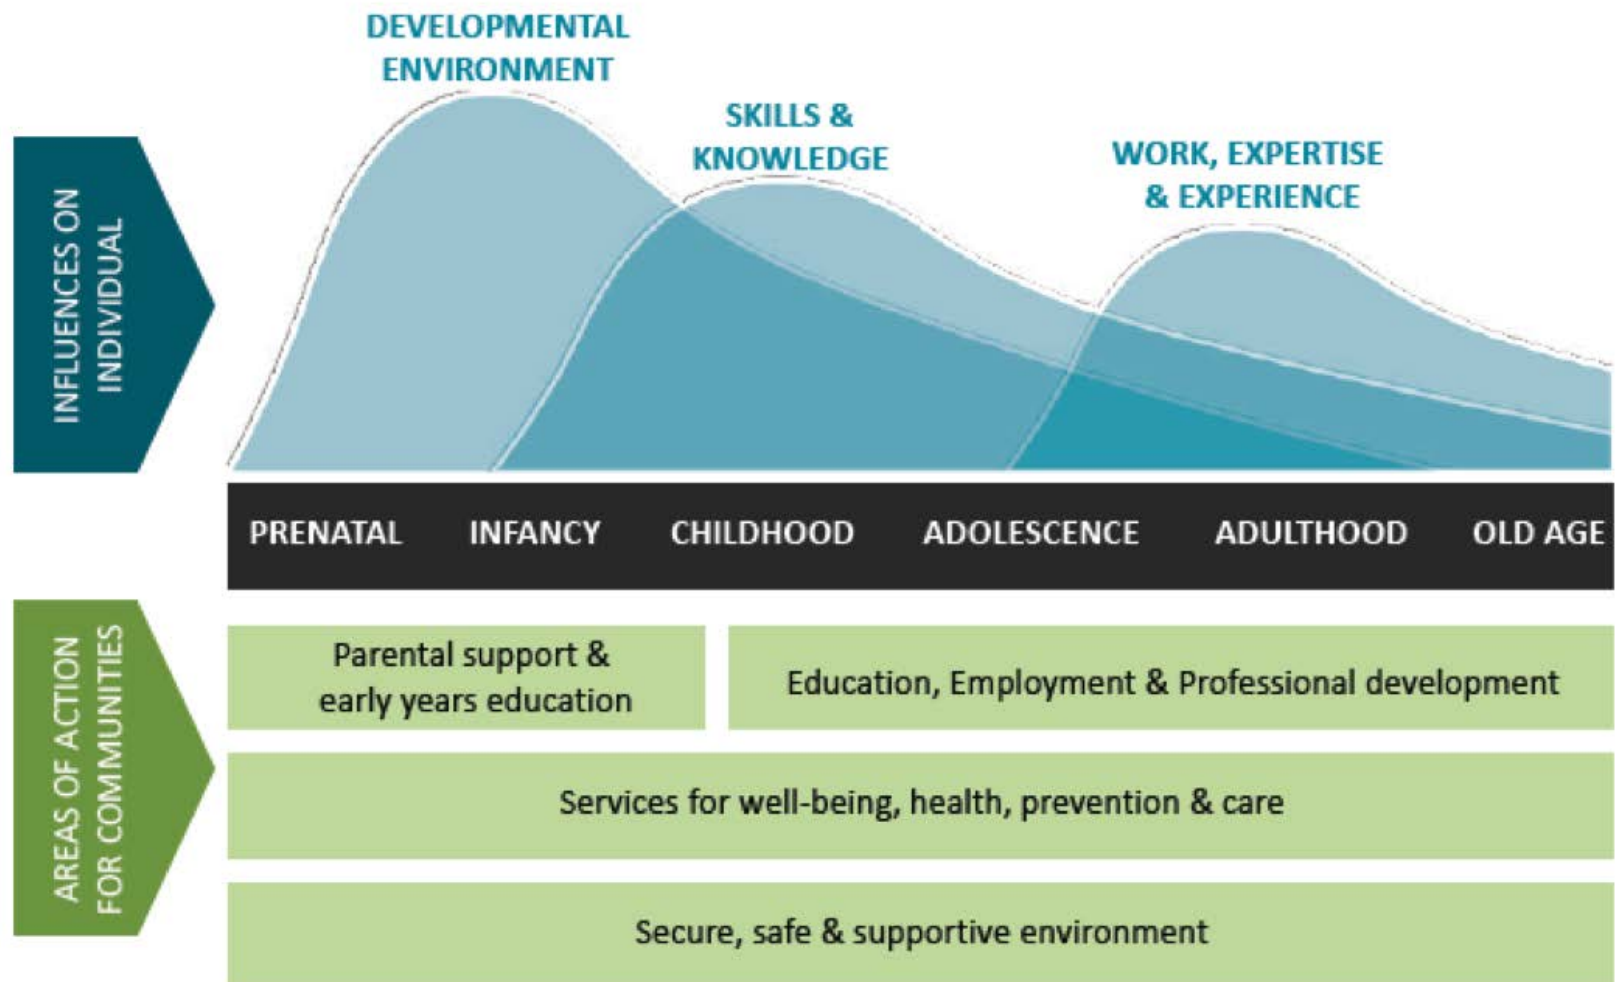 DEVELOPMENTAL
ENVIRONMENT
SKILLS &
KNOWLEDGE
WORK, EXPERTISE
& EXPERIENCE
INFLUENCES ON
INDIVIDUAL
PRENATAL INFANCY CHILDHOOD ADOLESCENCE ADULTHOOD OLD AGE
AREAS OF ACTION
FOR COMMUNITIES
Parental support &
early years education
Education, Employment & Professional development
Services for well-being, health, prevention & care
Secure, safe & supportive environment